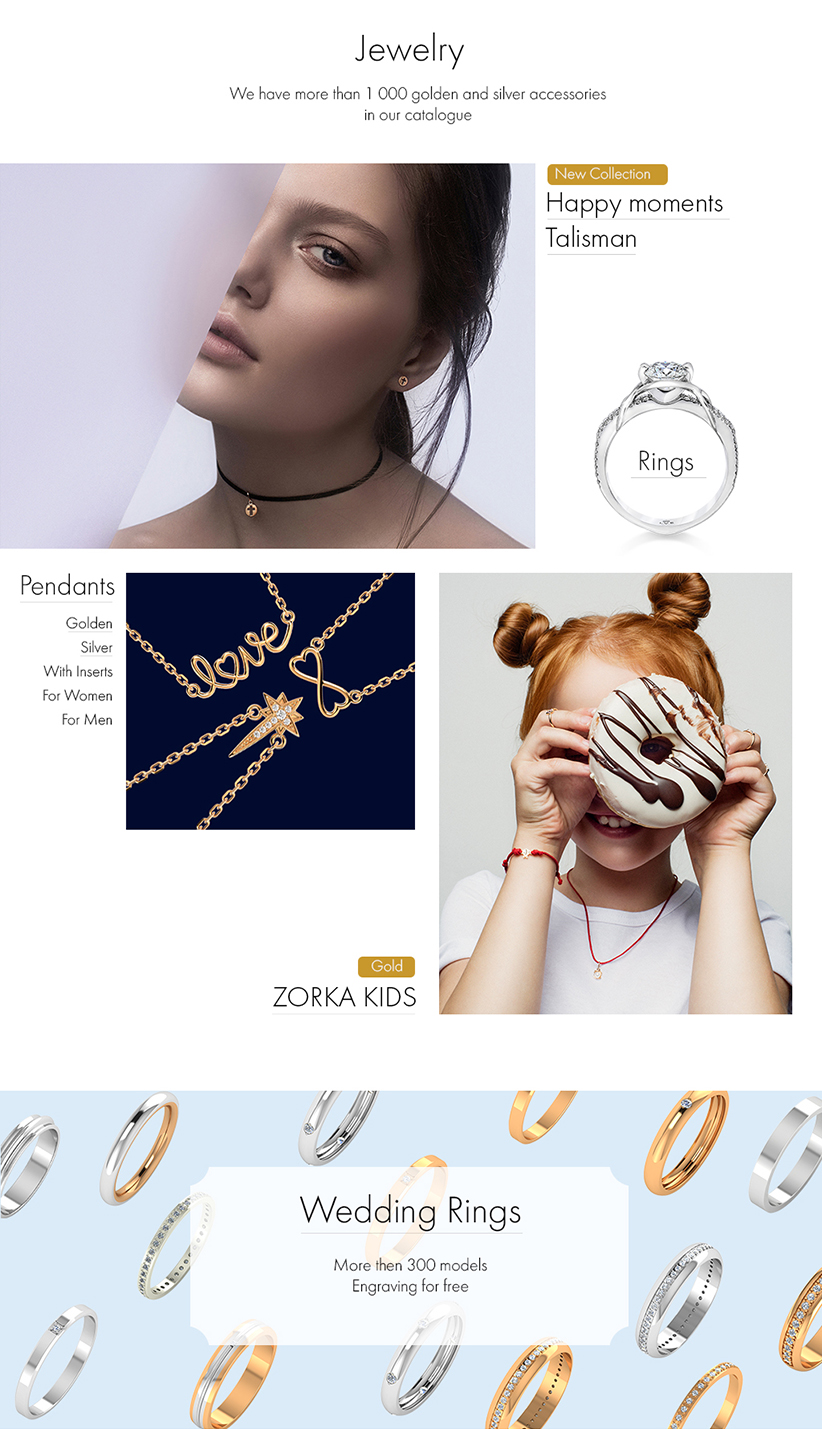 Jewelry
We have more than 1 000 golden and silver accessories
in our catalogue
New Collection
Happy moments
Talisman
Rings
Pendants
Golden
Silver
With Inserts
For Women
For Men
love
Gold
ZORKA KIDS
Wedding Rings
More then 300 models
Engraving for free